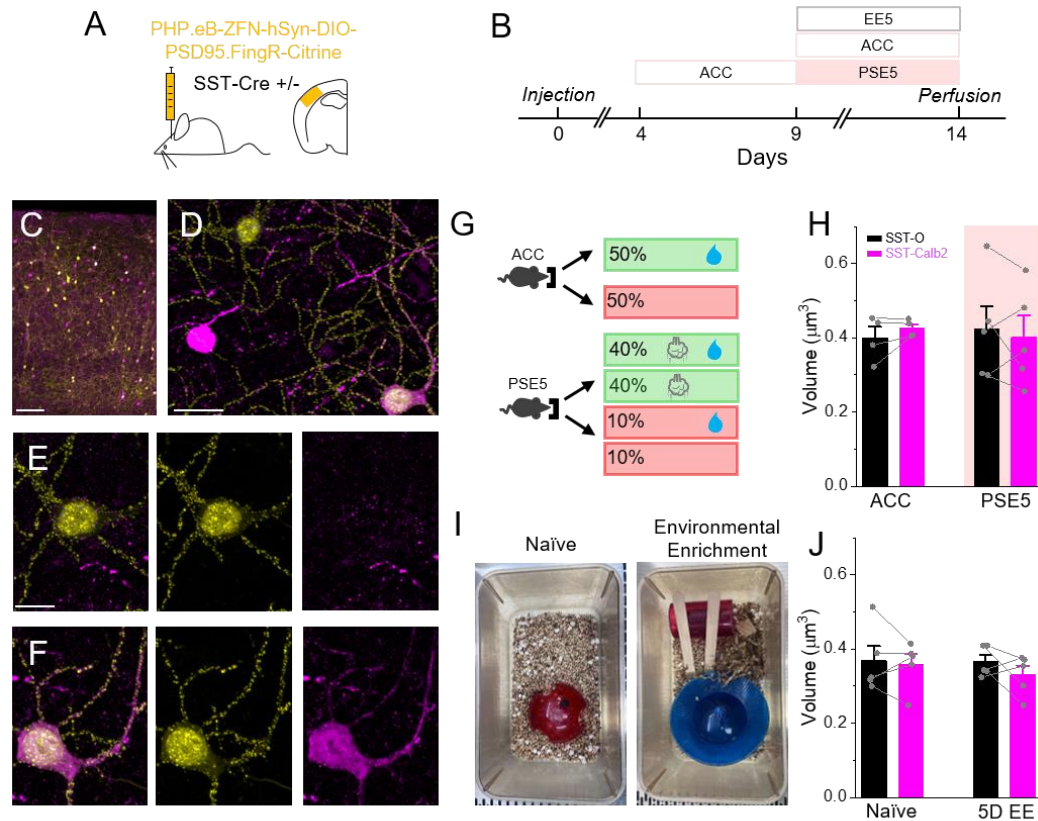 A
PHP.eB-ZFN-hSyn-DIO-
PSD95.FingR-Citrine
SST-Cre +/-
B
EE5
ACC
ACC
PSE5
Injection
Perfusion
0
4
9
14
Days
C
D
E
F
G
ACC
50%
50%
PSE5
40%
40%
10%
10%
H
SST-O
SST-Calb2
Volume (μm³)
0.6
0.4
0.2
0.0
ACC
PSE5
I
Naïve
Environmental
Enrichment
J
Volume (μm³)
0.6
0.4
0.2
0.0
Naïve
5D EE